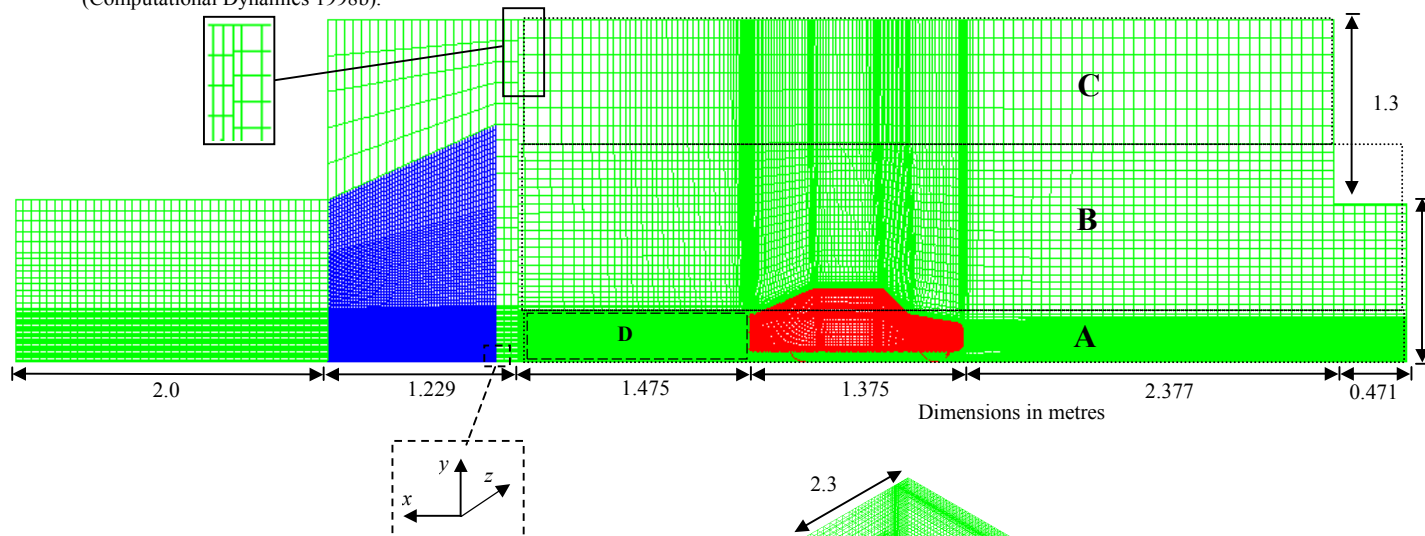 (Computational Dynamics 1998b).
C
1.3
B
D
A
2.0
1.229
1.475
1.375
2.377
0.471
Dimensions in metres
y
z
x
2.3